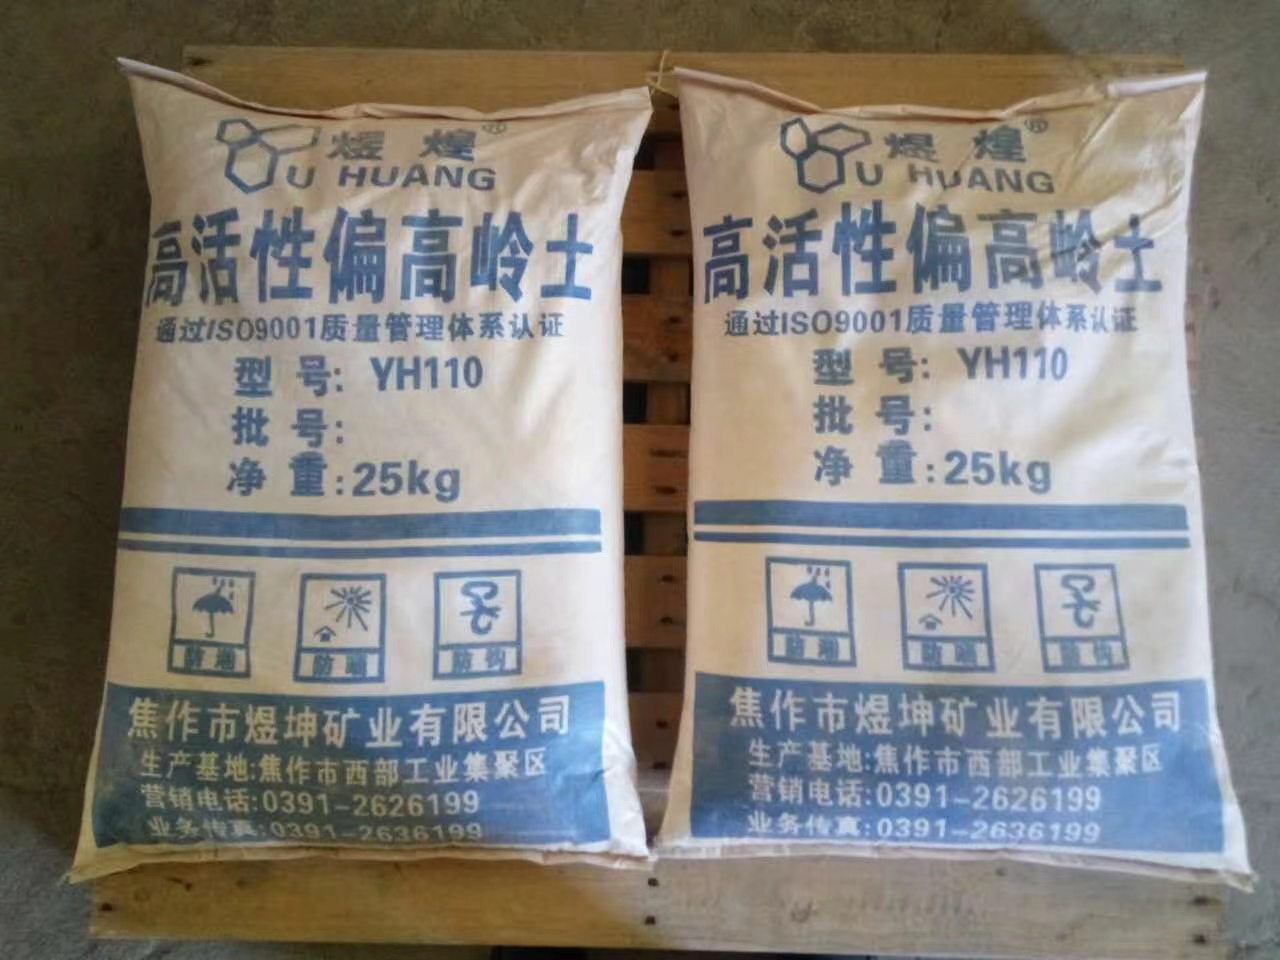 煜煌®
YU HUANG
高活性偏高岭土
通过ISO9001质量管理体系认证
型号: YH110
批号:
净重:25kg
防潮
防晒
防钩
焦作市煜坤矿业有限公司
生产基地:焦作市西部工业集聚区
营销电话:0391-2626199
业务传真:0391-2636199
煜煌®
YU HUANG
高活性偏高岭土
通过ISO9001质量管理体系认证
型号: YH110
批号:
净重:25kg
防潮
防晒
防钩
焦作市煜坤矿业有限公司
生产基地:焦作市西部工业集聚区
营销电话:0391-2626199
业务传真:0391-2636199